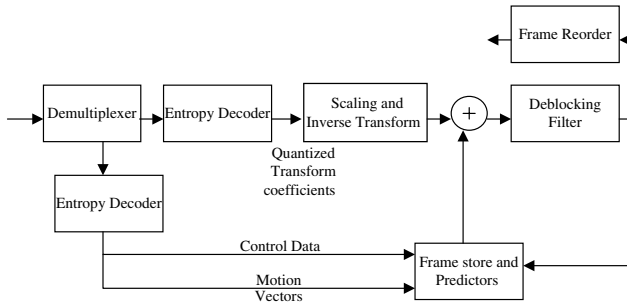 Frame Reorder
Demultiplexer
Entropy Decoder
Scaling and
Inverse Transform
+
Deblocking
Filter
Quantized
Transform
coefficients
Entropy Decoder
Control Data
Motion
Vectors
Frame store and
Predictors